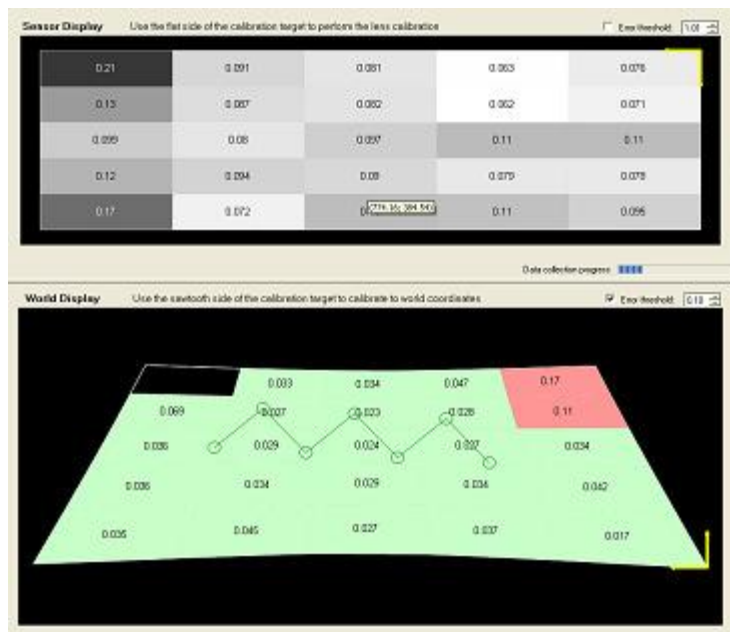 Sensor Display Use the flat side of the calibration target to perform the lens calibration Error threshold: 1.00
0.21 0.091 0.081 0.063 0.076
0.13 0.087 0.082 0.062 0.071
0.099 0.08 0.097 0.11 0.11
0.12 0.094 0.09 0.079 0.078
0.17 0.072 0.11 0.095
Data collection progress
World Display Use the sawtooth side of the calibration target to calibrate to world coordinates Error threshold: 0.10
0.033 0.034 0.047 0.17
0.069 0.027 0.023 0.028 0.11
0.036 0.029 0.024 0.027 0.034
0.036 0.034 0.029 0.034 0.042
0.035 0.045 0.027 0.037 0.017